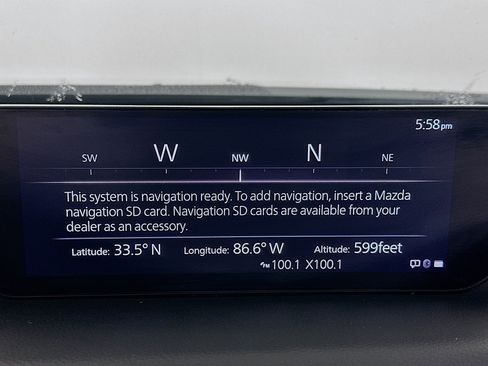 5:58pm
SW W NW N NE
This system is navigation ready. To add navigation, insert a Mazda
navigation SD card. Navigation SD cards are available from your
dealer as an accessory.
Latitude: 33.5° N Longitude: 86.6° W Altitude: 599feet
FM 100.1 X100.1